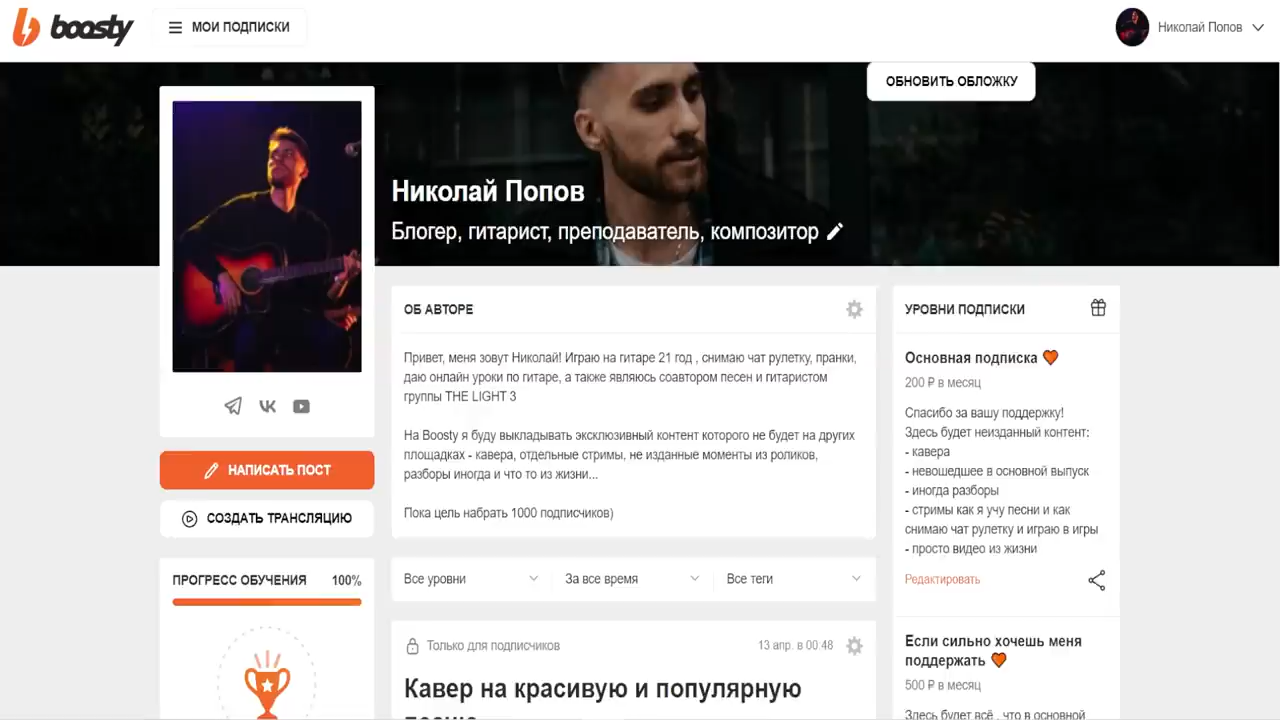 boosty
МОИ ПОДПИСКИ
Николай Попов
ОБНОВИТЬ ОБЛОЖКУ
Николай Попов
Блогер, гитарист, преподаватель, композитор
НАПИСАТЬ ПОСТ
СОЗДАТЬ ТРАНСЛЯЦИЮ
ПРОГРЕСС ОБУЧЕНИЯ 100%
ОБ АВТОРЕ
Привет, меня зовут Николай! Играю на гитаре 21 год , снимаю чат рулетку, пранки,
даю онлайн уроки по гитаре, а также являюсь соавтором песен и гитаристом
группы THE LIGHT 3
На Boosty я буду выкладывать эксклюзивный контент которого не будет на других
площадках - кавера, отдельные стримы, не изданные моменты из роликов,
разборы иногда и что то из жизни...
Пока цель набрать 1000 подписчиков)
Все уровни За все время Все теги
Только для подписчиков 13 апр. в 00:48
Кавер на красивую и популярную
УРОВНИ ПОДПИСКИ
Основная подписка
200 ₽ в месяц
Спасибо за вашу поддержку!
Здесь будет неизданный контент:
- кавера
- невошедшее в основной выпуск
- иногда разборы
- стримы как я учу песни и как
снимаю чат рулетку и играю в игры
- просто видео из жизни
Редактировать
Если сильно хочешь меня
поддержать
500 ₽ в месяц
Здесь будет всё , что в основной